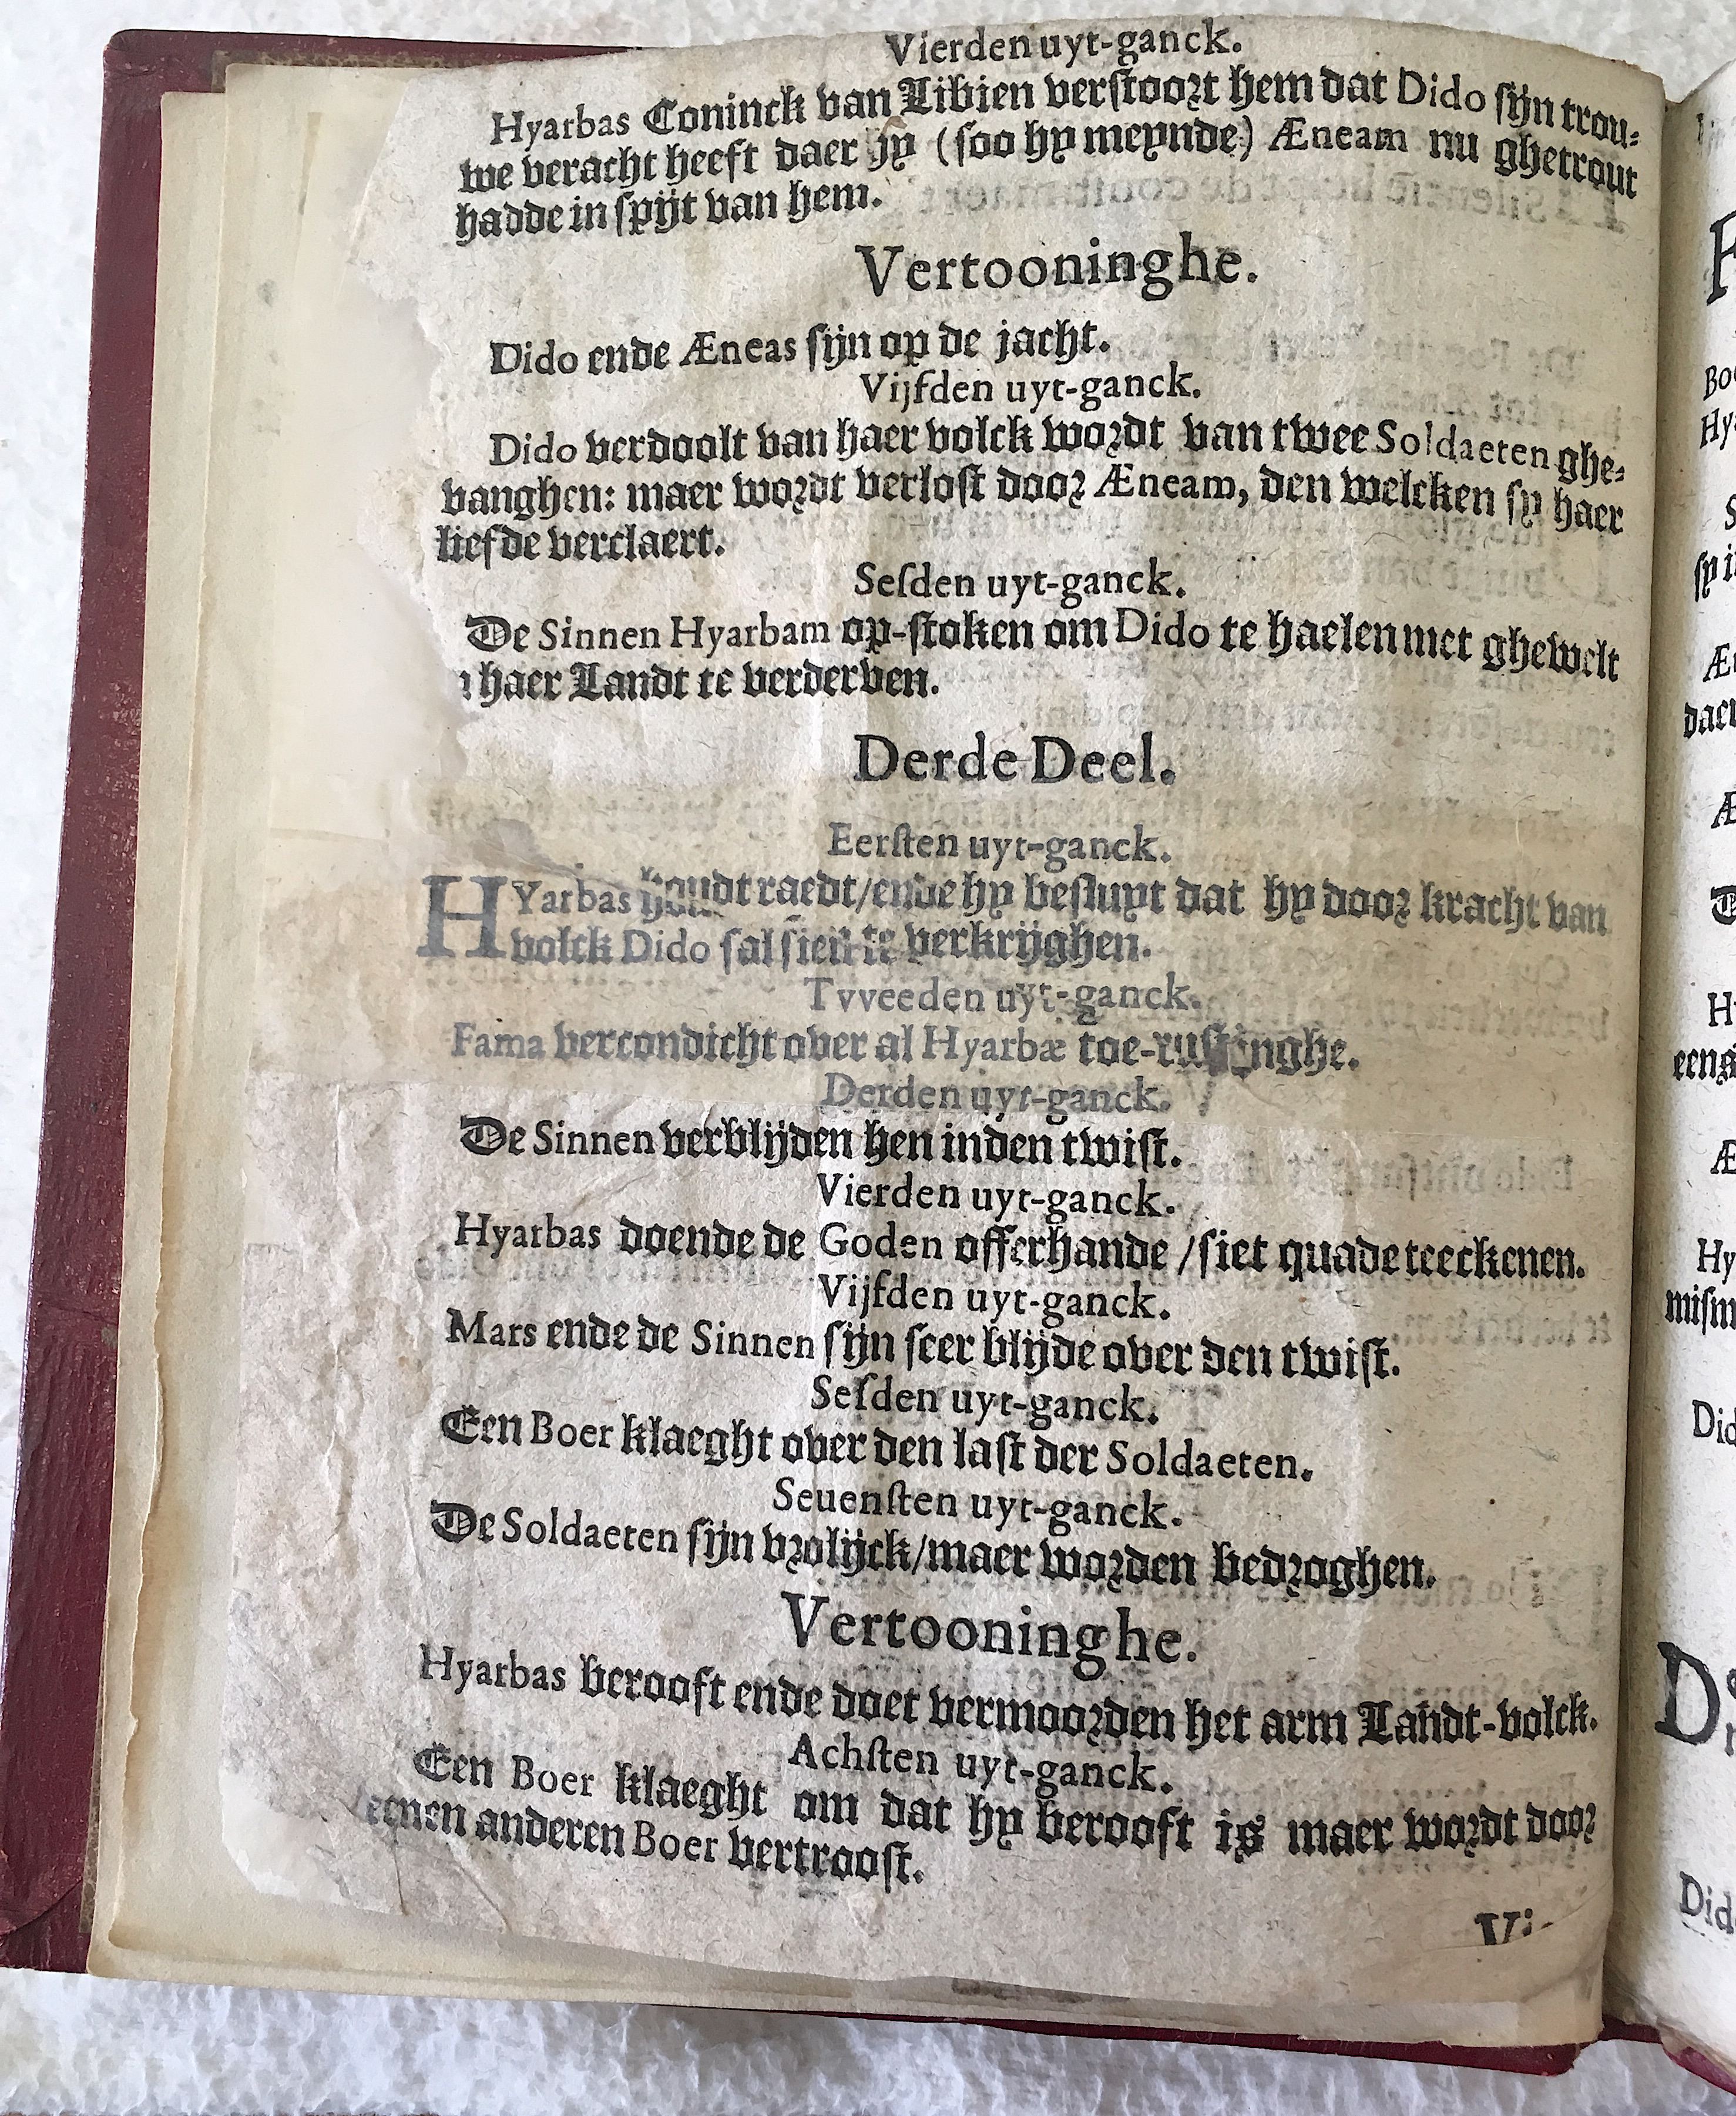 Vierden uyt-ganck.
Hyarbas Coninck van Libien verstoort hem dat Dido sijn trou-
we veracht heeft daer hy (soo hy meynde) Æneam nu ghetrout
hadde in spijt van hem.
Vertooninghe.
Dido ende Æneas sijn op de jacht.
Vijfden uyt-ganck.
Dido verdoolt van haer volck wordt van twee Soldaeten ghe-
vanghen: maer wordt verlost door Æneam, den welcken sy haer
liefde verclaert.
Sesden uyt-ganck.
De Sinnen Hyarbam op-stoken om Dido te haelen met ghewelt
haer Landt te verderven.
Derde Deel.
Eersten uyt-ganck.
HYarbas houdt raedt/ende hy besluyt dat hy door kracht van
volck Dido sal sien te verkrijghen.
Tvveeden uyt-ganck.
Fama vercondicht over al Hyarbæ toe-rustinghe.
Derden uyt-ganck.
De Sinnen verblijden hen inden twist.
Vierden uyt-ganck.
Hyarbas doende de Goden offerhande /siet quade teeckenen.
Vijfden uyt-ganck.
Mars ende de Sinnen sijn seer blijde over den twist.
Sesden uyt-ganck.
Een Boer klaeght over den last der Soldaeten.
Seuensten uyt-ganck.
De Soldaeten sijn vrolijck/maer worden bedroghen.
Vertooninghe.
Hyarbas berooft ende doet vermoorden het arm Landt-volck.
Achsten uyt-ganck.
Een Boer klaeght om dat hy berooft is maer wordt door
eenen anderen Boer vertroost.